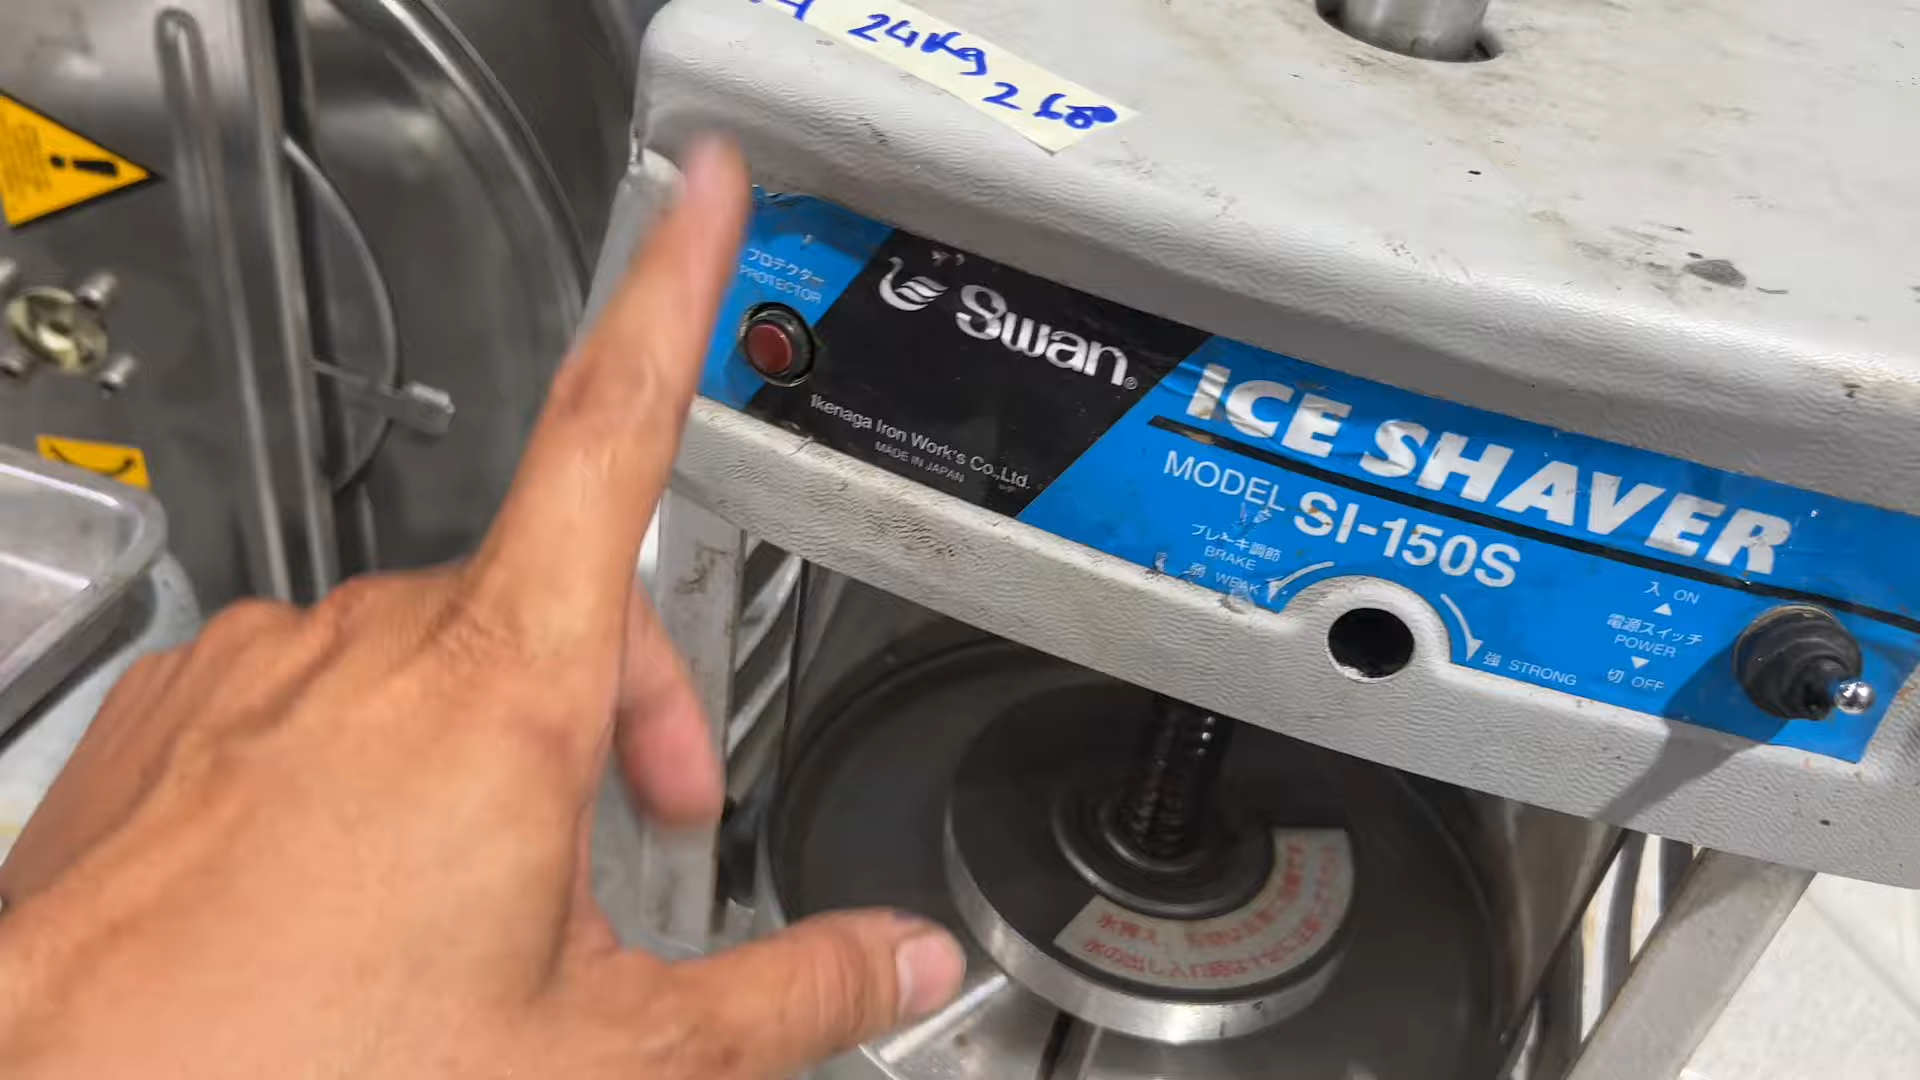 24Kg
プロテクター
PROTECTOR
Swan®
Ikenaga Iron Work's Co.,Ltd.
MADE IN JAPAN
ICE SHAVER
MODEL SI-150S
ブレーキ調節
BRAKE
弱 WEAK
強 STRONG
入 ON
電源スイッチ
POWER
切 OFF